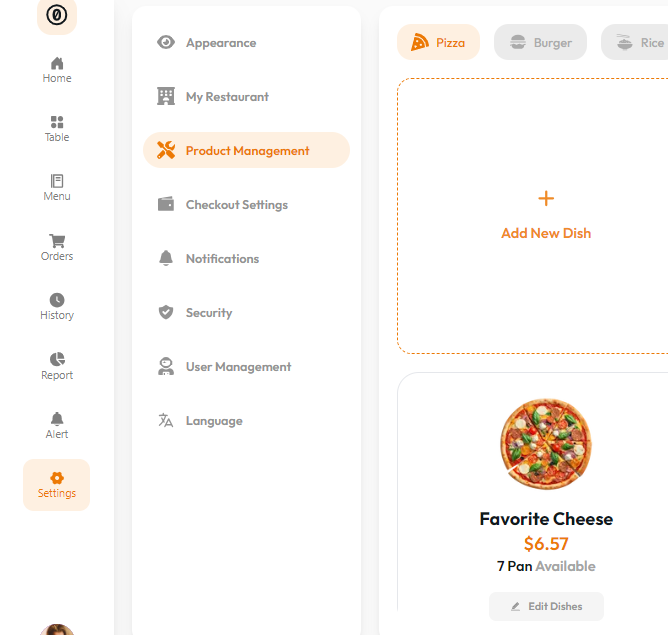 Home
Table
Menu
Orders
History
Report
Alert
Settings
Appearance
My Restaurant
Product Management
Checkout Settings
Notifications
Security
User Management
Language
Pizza
Burger
Rice
Add New Dish
Favorite Cheese
$6.57
7 Pan Available
Edit Dishes